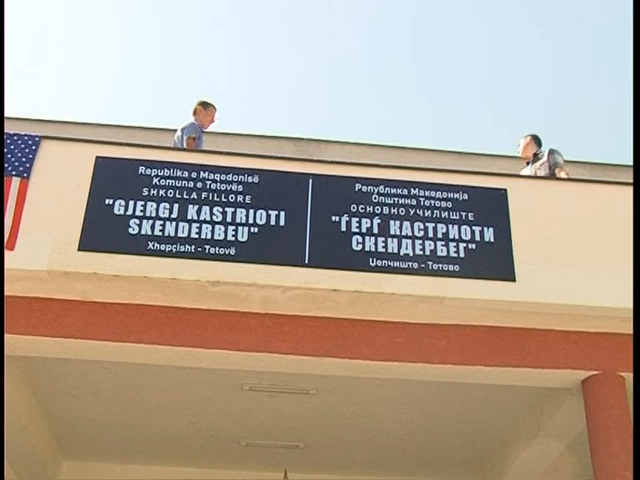 Republika e Maqedonisë
Komuna e Tetovës
SHKOLLA FILLORE
"GJERGJ KASTRIOTI
SKENDERBEU"
Xhepçisht - Tetovë
Република Македонија
Општина Тетово
ОСНОВНО УЧИЛИШТЕ
"ЃЕРЃ КАСТРИОТИ
СКЕНДЕРБЕГ"
Џепчиште - Тетово